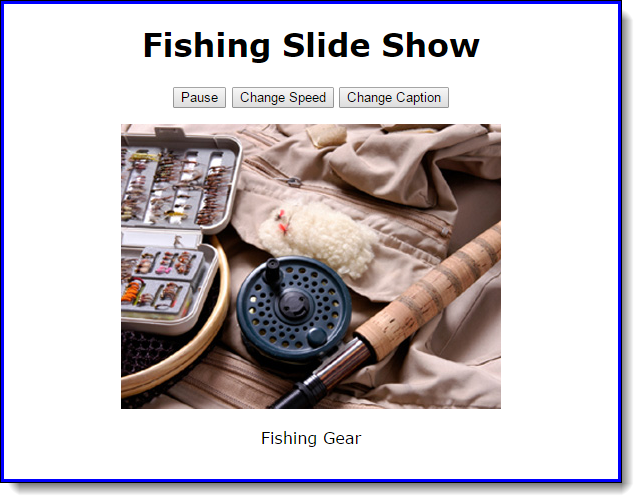 Fishing Slide Show
Pause Change Speed Change Caption
Fishing Gear